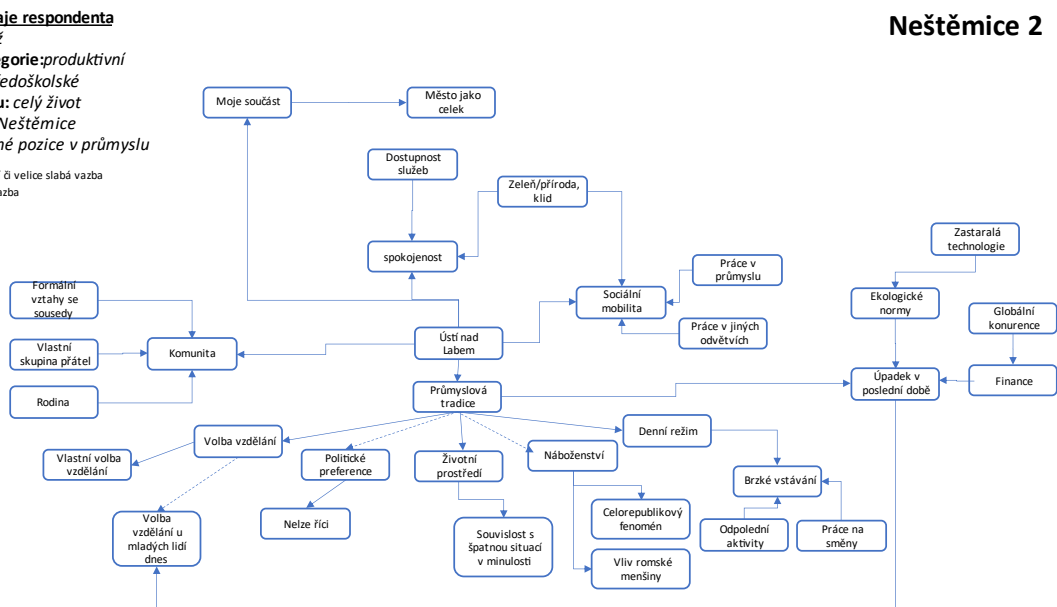 Neštěmice 2
aje respondenta
ž
egorie:produktivní
ředoškolské
u: celý život
Neštěmice
né pozice v průmyslu
í či velice slabá vazba
azba
Moje součást
Město jako
celek
Dostupnost
služeb
Zeleň/příroda,
klid
spokojenost
Zastaralá
technologie
Práce v
průmyslu
Formální
vztahy se
sousedy
Sociální
mobilita
Ekologické
normy
Globální
konurence
Práce v jiných
odvětvích
Vlastní
skupina přátel
Komunita
Ústí nad
Labem
Rodina
Průmyslová
tradice
Úpadek v
poslední době
Finance
Volba vzdělání
Denní režim
Vlastní volba
vzdělání
Politické
preference
Životní
prostředí
Náboženství
Brzké vstávání
Volba
vzdělání u
mladých lidí
dnes
Nelze říci
Souvislost s
špatnou situací
v minulosti
Celorepublikový
fenomén
Odpolední
aktivity
Práce na
směny
Vliv romské
menšiny